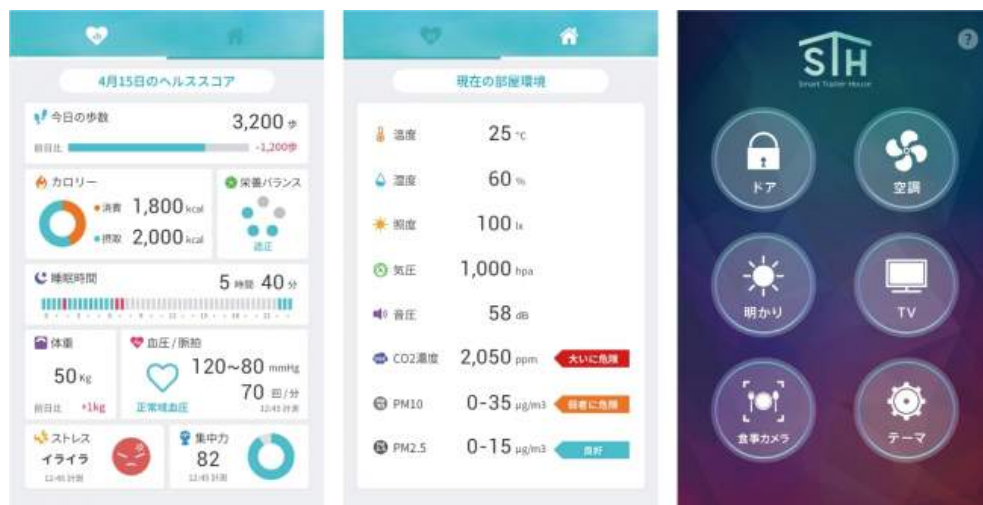 4月15日のヘルススコア
今日の歩数
3,200 歩
前日比
-1,200歩
カロリー
消費 1,800 kcal
摂取 2,000 kcal
栄養バランス
適正
睡眠時間
5 時間 40 分
体重
50 Kg
前日比 +1kg
血圧/脈拍
120~80 mmHg
70 回/分
正常域血圧
12:45 計測
ストレス
イライラ
12:45 計測
集中力
82
12:45 計測
現在の部屋環境
温度 25 ℃
湿度 60 %
照度 100 lx
気圧 1,000 hpa
音圧 58 dB
CO2濃度 2,050 ppm 大いに危険
PM10 0-35 μg/m3 弱者に危険
PM2.5 0-15 μg/m3 良好
STH
Smart Trailer House
?
ドア
空調
明かり
TV
食事カメラ
テーマ